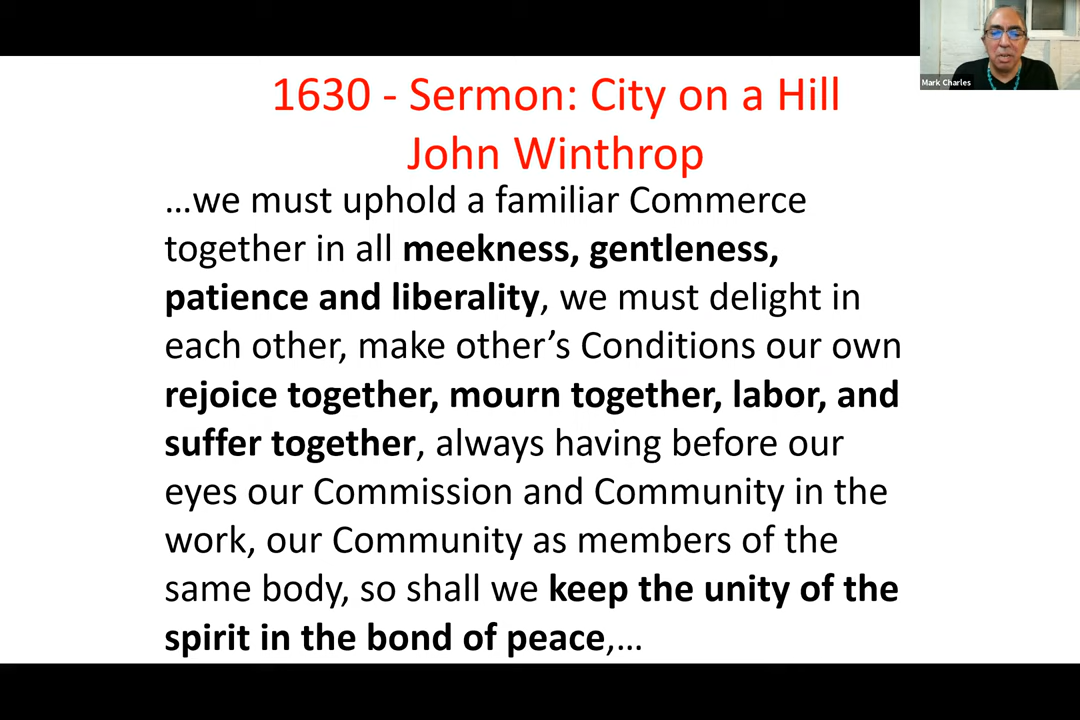 Mark Charles
1630 - Sermon: City on a Hill
John Winthrop
…we must uphold a familiar Commerce
together in all meekness, gentleness,
patience and liberality, we must delight in
each other, make other’s Conditions our own
rejoice together, mourn together, labor, and
suffer together, always having before our
eyes our Commission and Community in the
work, our Community as members of the
same body, so shall we keep the unity of the
spirit in the bond of peace,…